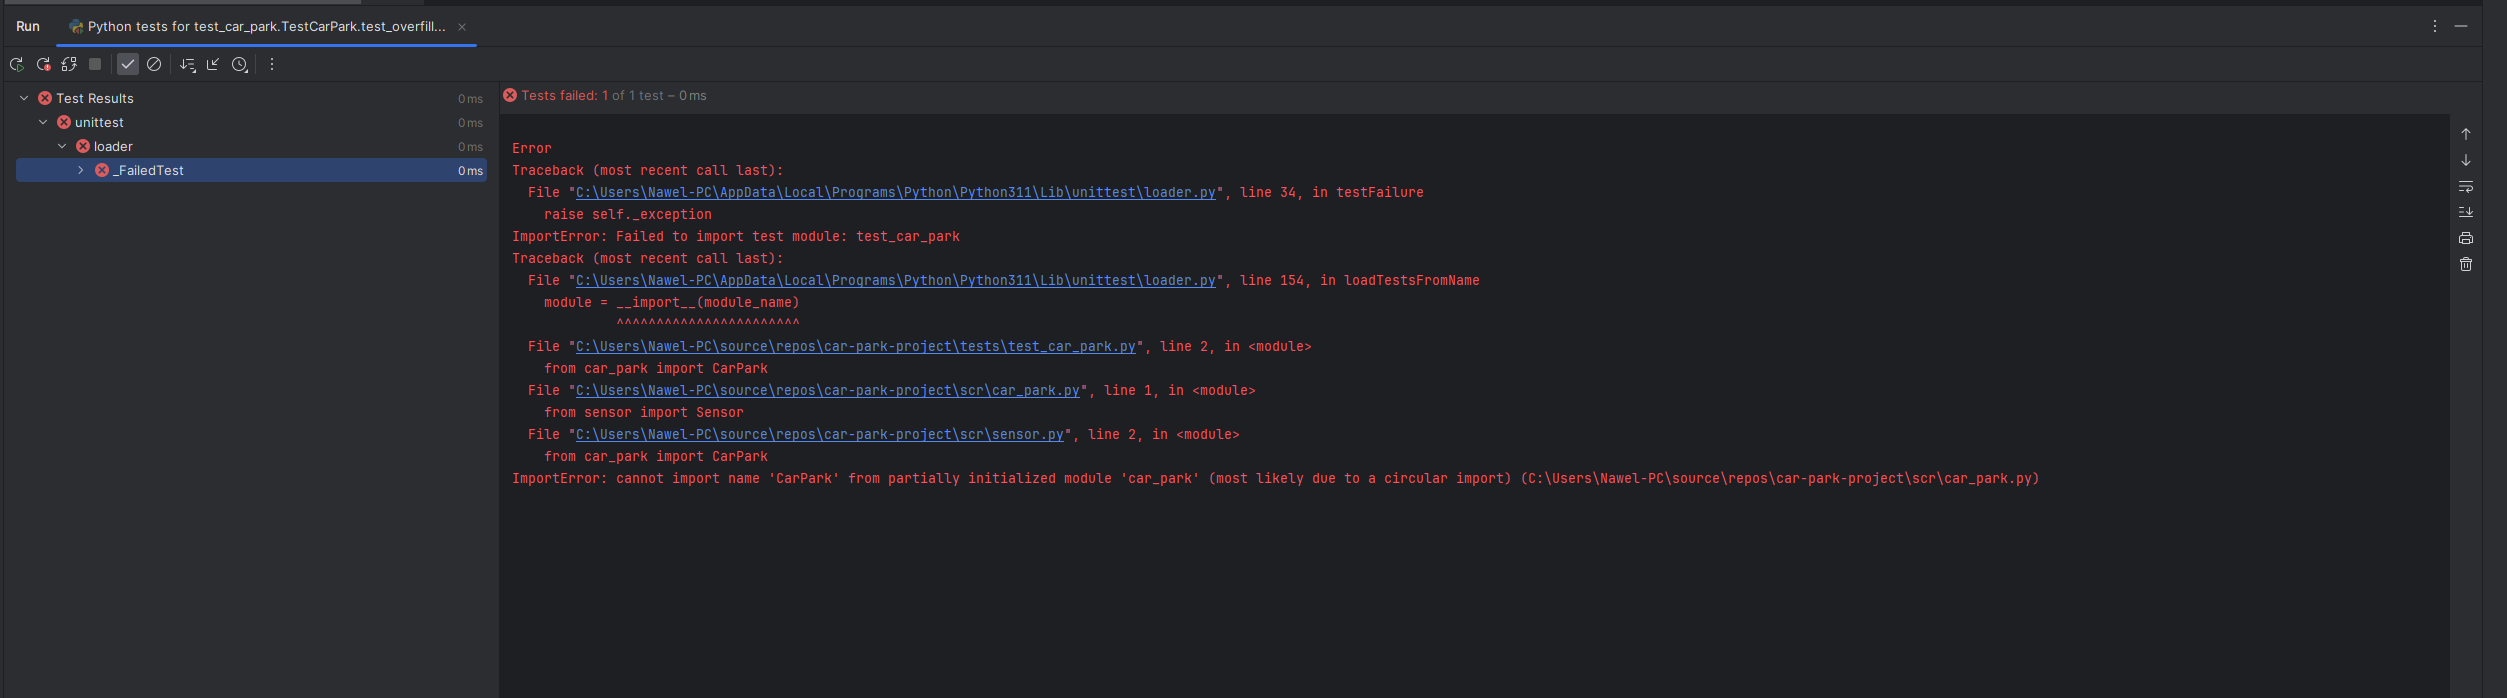 Run
Python tests for test_car_park.TestCarPark.test_overfill...
Test Results 0 ms
unittest 0 ms
loader 0 ms
_FailedTest 0 ms
Tests failed: 1 of 1 test – 0 ms
Error
Traceback (most recent call last):
File "C:\Users\Nawel-PC\AppData\Local\Programs\Python\Python311\Lib\unittest\loader.py", line 34, in testFailure
raise self._exception
ImportError: Failed to import test module: test_car_park
Traceback (most recent call last):
File "C:\Users\Nawel-PC\AppData\Local\Programs\Python\Python311\Lib\unittest\loader.py", line 154, in loadTestsFromName
module = __import__(module_name)
^^^^^^^^^^^^^^^^^^^^^^^
File "C:\Users\Nawel-PC\source\repos\car-park-project\tests\test_car_park.py", line 2, in <module>
from car_park import CarPark
File "C:\Users\Nawel-PC\source\repos\car-park-project\scr\car_park.py", line 1, in <module>
from sensor import Sensor
File "C:\Users\Nawel-PC\source\repos\car-park-project\scr\sensor.py", line 2, in <module>
from car_park import CarPark
ImportError: cannot import name 'CarPark' from partially initialized module 'car_park' (most likely due to a circular import) (C:\Users\Nawel-PC\source\repos\car-park-project\scr\car_park.py)